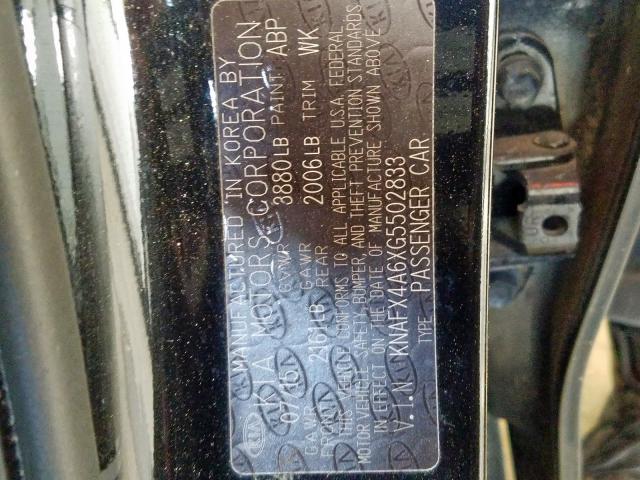 MANUFACTURED IN KOREA BY
KIA MOTORS CORPORATION
07/15 GVWR 3880LB PAINT ABP
GAWR FRONT 2161LB GAWR REAR 2006LB TRIM WK
THIS VEHICLE CONFORMS TO ALL APPLICABLE U.S.A. FEDERAL
MOTOR VEHICLE SAFETY, BUMPER, AND THEFT PREVENTION STANDARDS
IN EFFECT ON THE DATE OF MANUFACTURE SHOWN ABOVE.
V.I.N. : KNAFX4A6XG5502833
TYPE : PASSENGER CAR